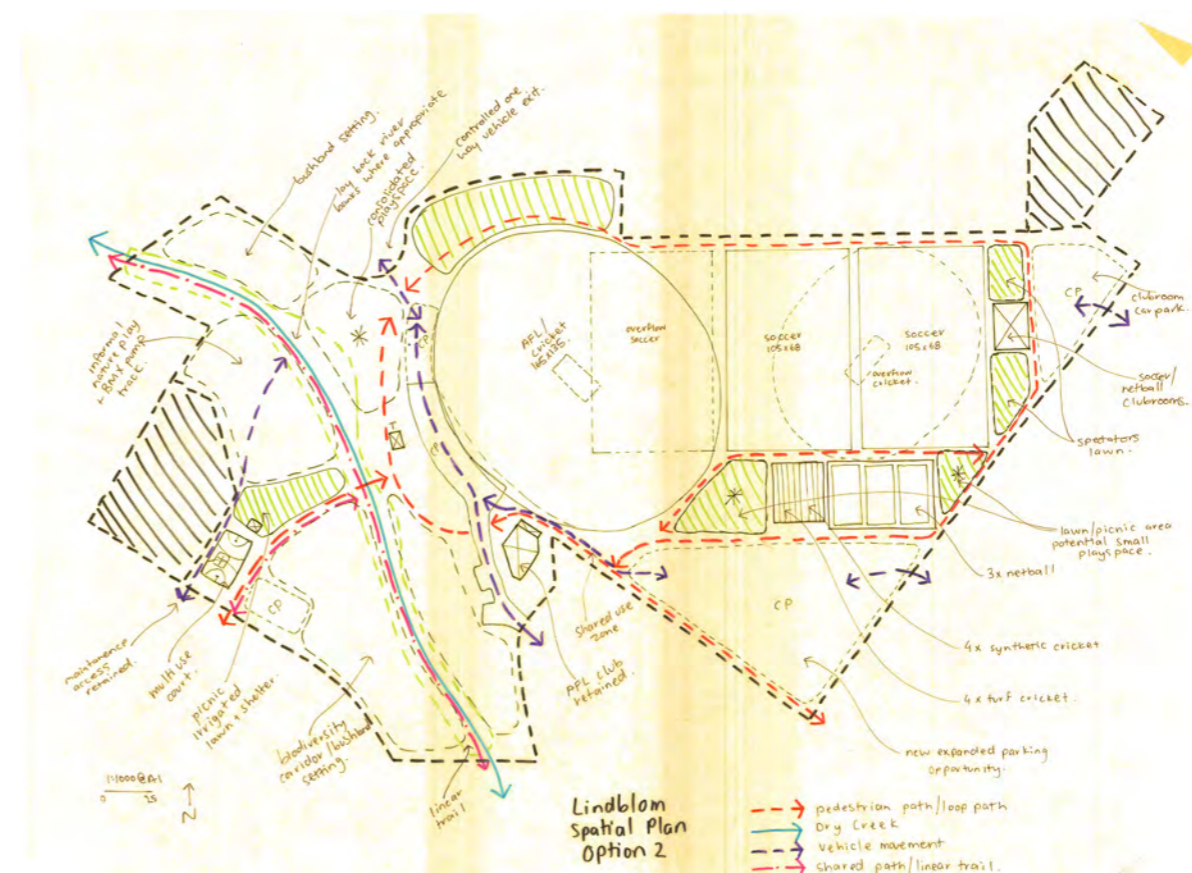 bushland setting.
lay back river
banks where appropriate
consolidated
playspace.
controlled one
way vehicle exit.
informal
nature play
+ BMX pump
track.
AFL/
cricket
165x135
overflow
soccer
soccer
105x68
soccer
105x68
overflow
cricket.
CP
CP
CP
clubroom
carpark.
soccer/
netball
clubrooms.
spectators
lawn.
lawn/picnic area
potential small
playspace.
3x netball
4x synthetic cricket
4x turf cricket.
new expanded parking
opportunity.
CP
shared use
zone
AFL club
retained.
T
CP
maintenance
access
retained.
multi use
court.
picnic
irrigated
lawn + shelter.
biodiversity
corridor/bushland
setting.
linear
trail
1:1000@A1
0 25
N
Lindblom
Spatial Plan
Option 2
pedestrian path/loop path
Dry Creek
vehicle movement
shared path/linear trail.